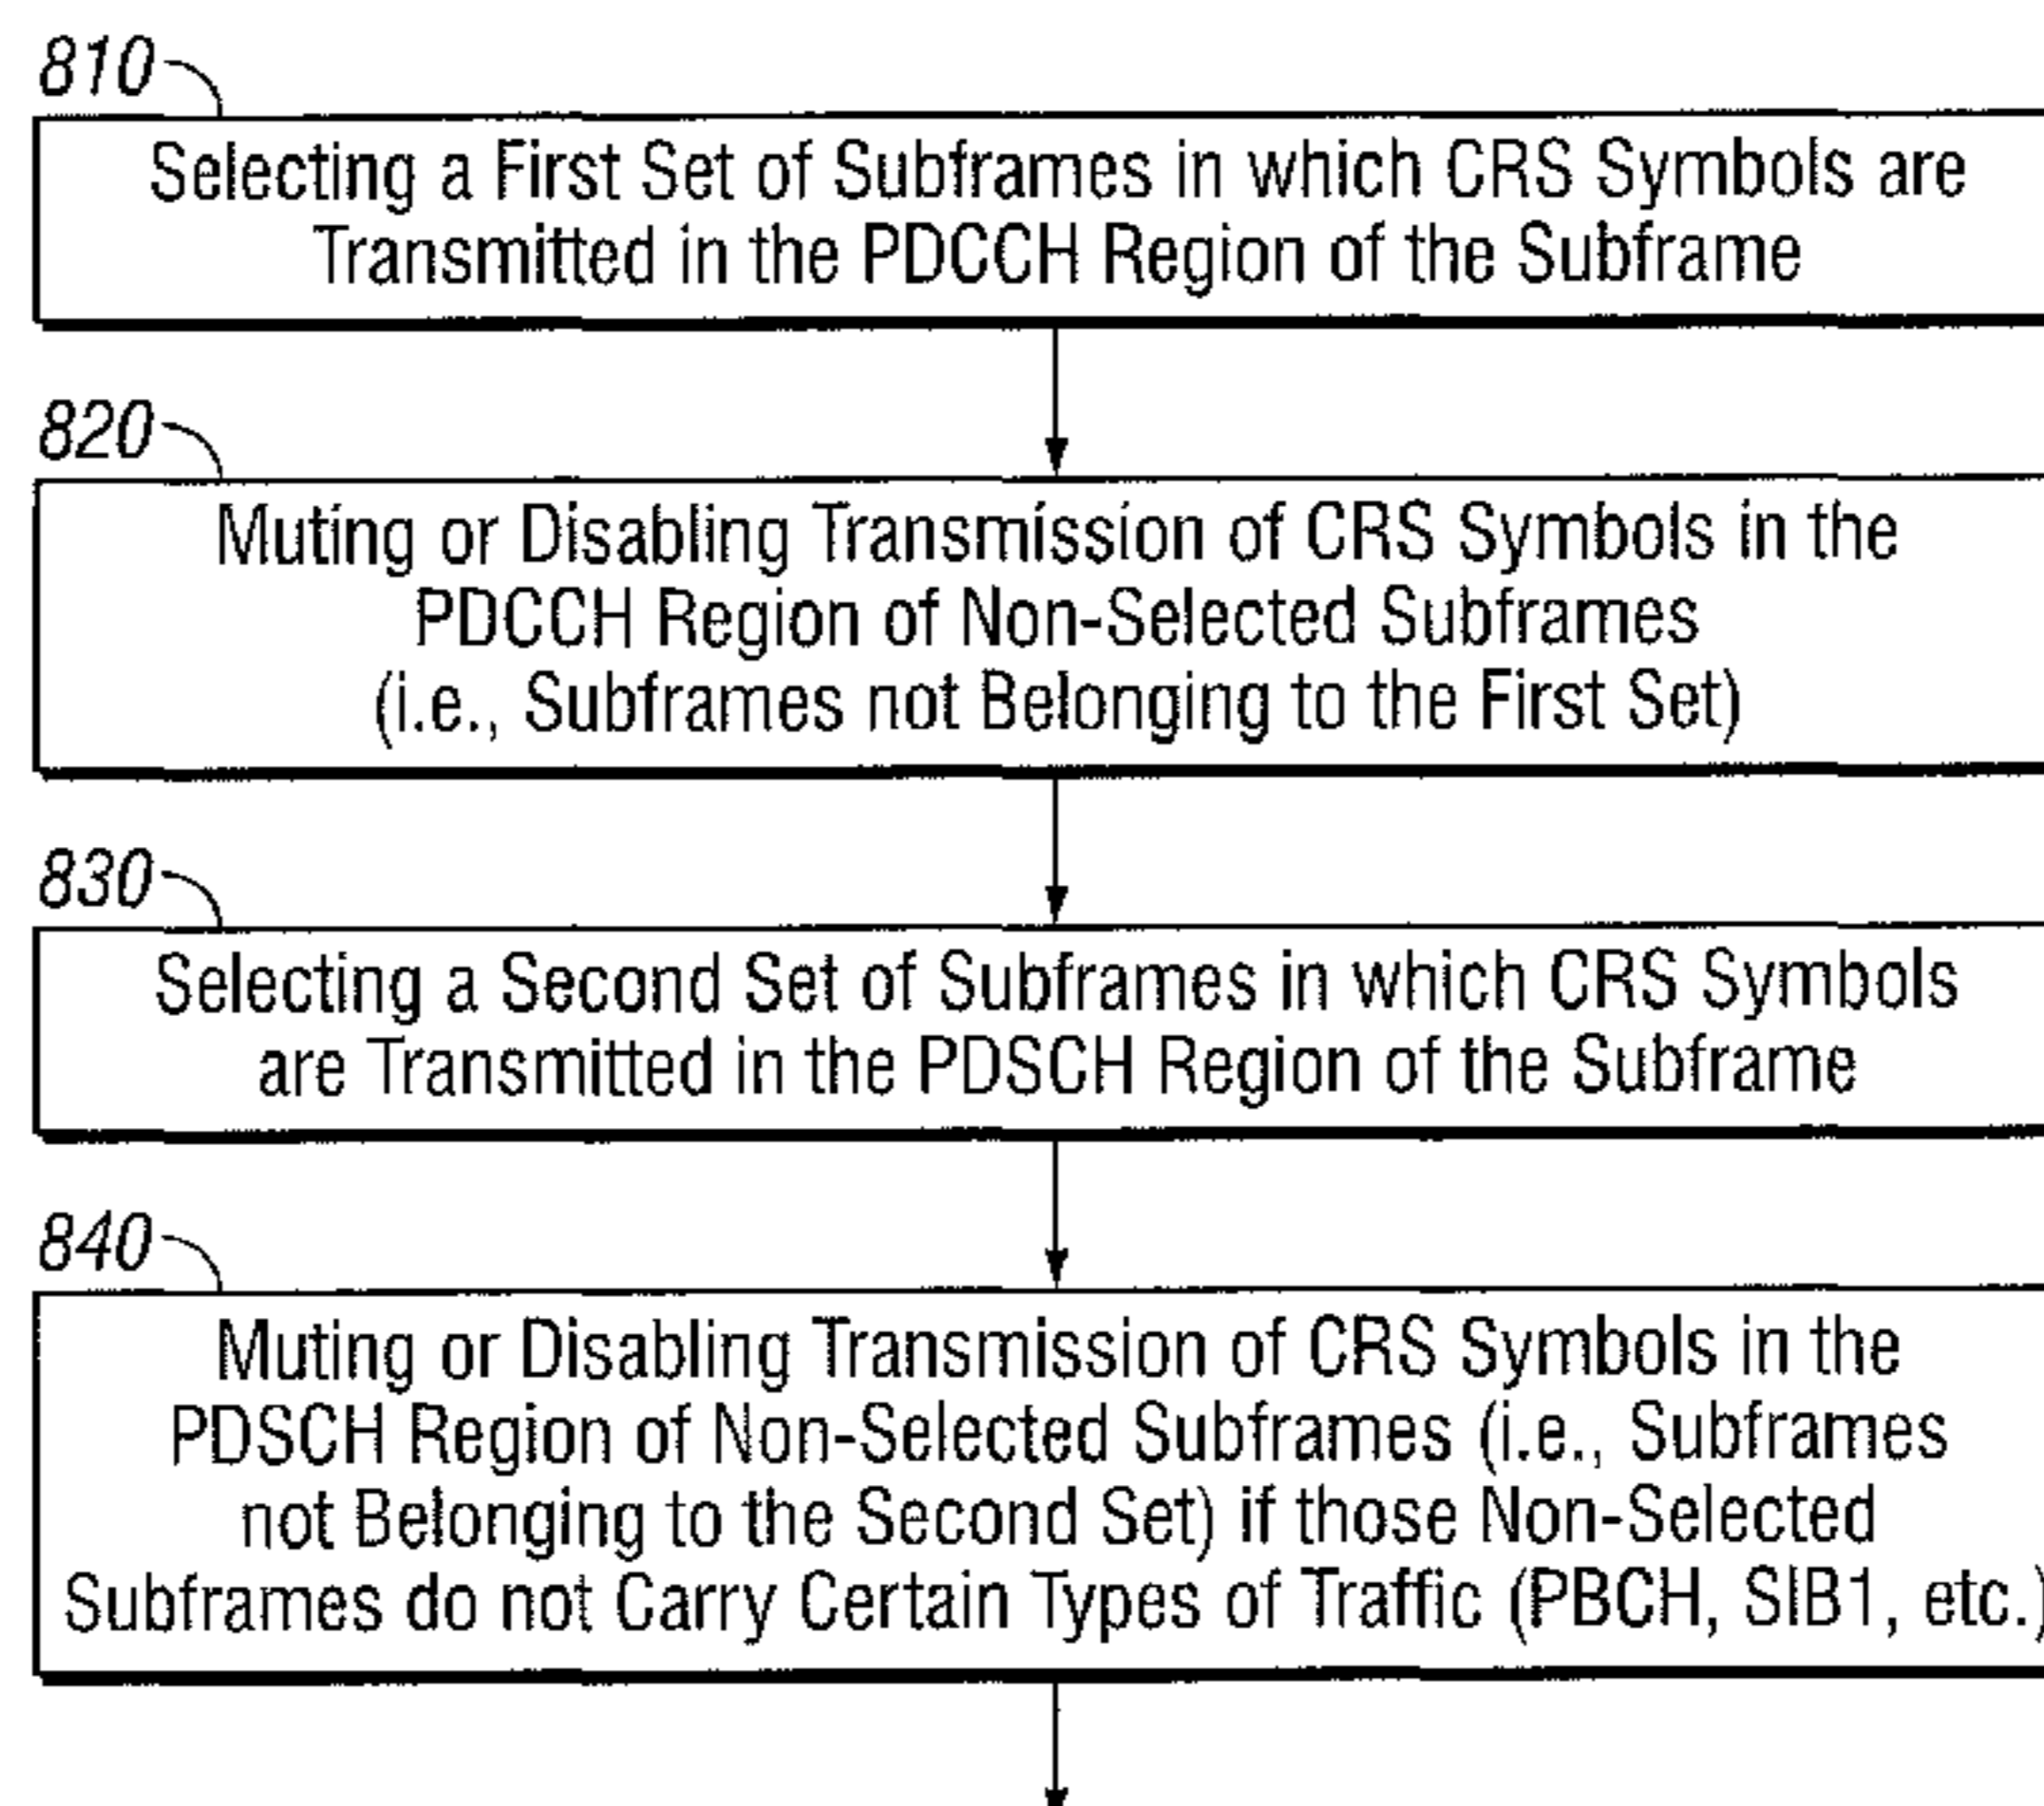 810
Selecting a First Set of Subframes in which CRS Symbols are
Transmitted in the PDCCH Region of the Subframe
820
Muting or Disabling Transmission of CRS Symbols in the
PDCCH Region of Non-Selected Subframes
(i.e., Subframes not Belonging to the First Set)
830
Selecting a Second Set of Subframes in which CRS Symbols
are Transmitted in the PDSCH Region of the Subframe
840
Muting or Disabling Transmission of CRS Symbols in the
PDSCH Region of Non-Selected Subframes (i.e., Subframes
not Belonging to the Second Set) if those Non-Selected
Subframes do not Carry Certain Types of Traffic (PBCH, SIB1, etc.)